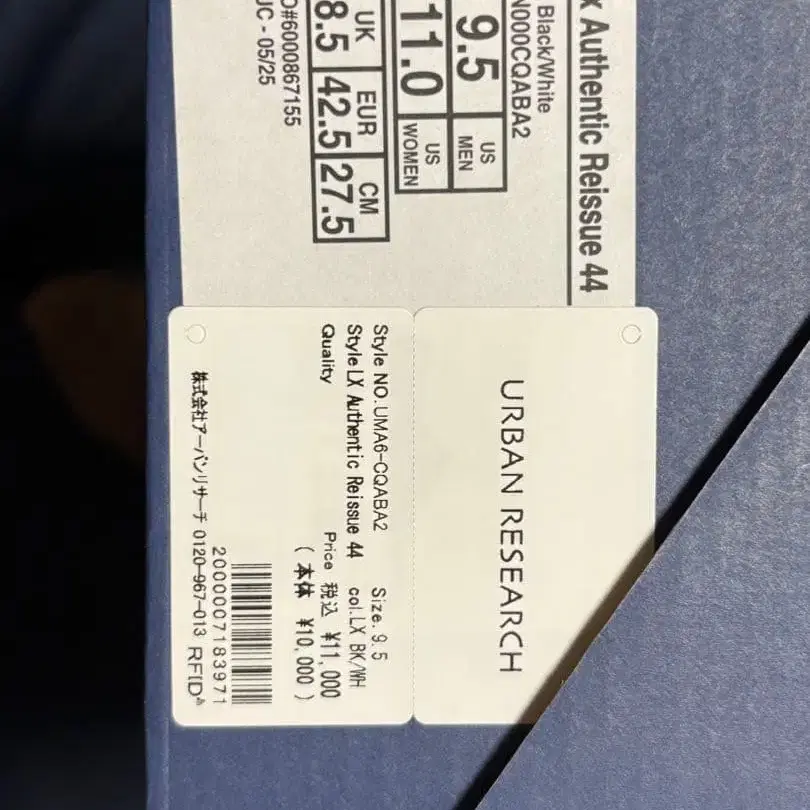 x Authentic Reissue 44
Black/White
N000CQABA2
9.5 US MEN
11.0 US WOMEN
UK EUR CM
8.5 42.5 27.5
O#6000867155
JC - 05/25
URBAN RESEARCH
Style NO.UMA6-CQABA2 Size. 9.5
Style LX Authentic Reissue 44 col.LX BK/WH
Quality Price 税込 ¥11,000
( 本体 ¥10,000 )
2000007183971
株式会社アーバンリサーチ 0120-967-013 RFID